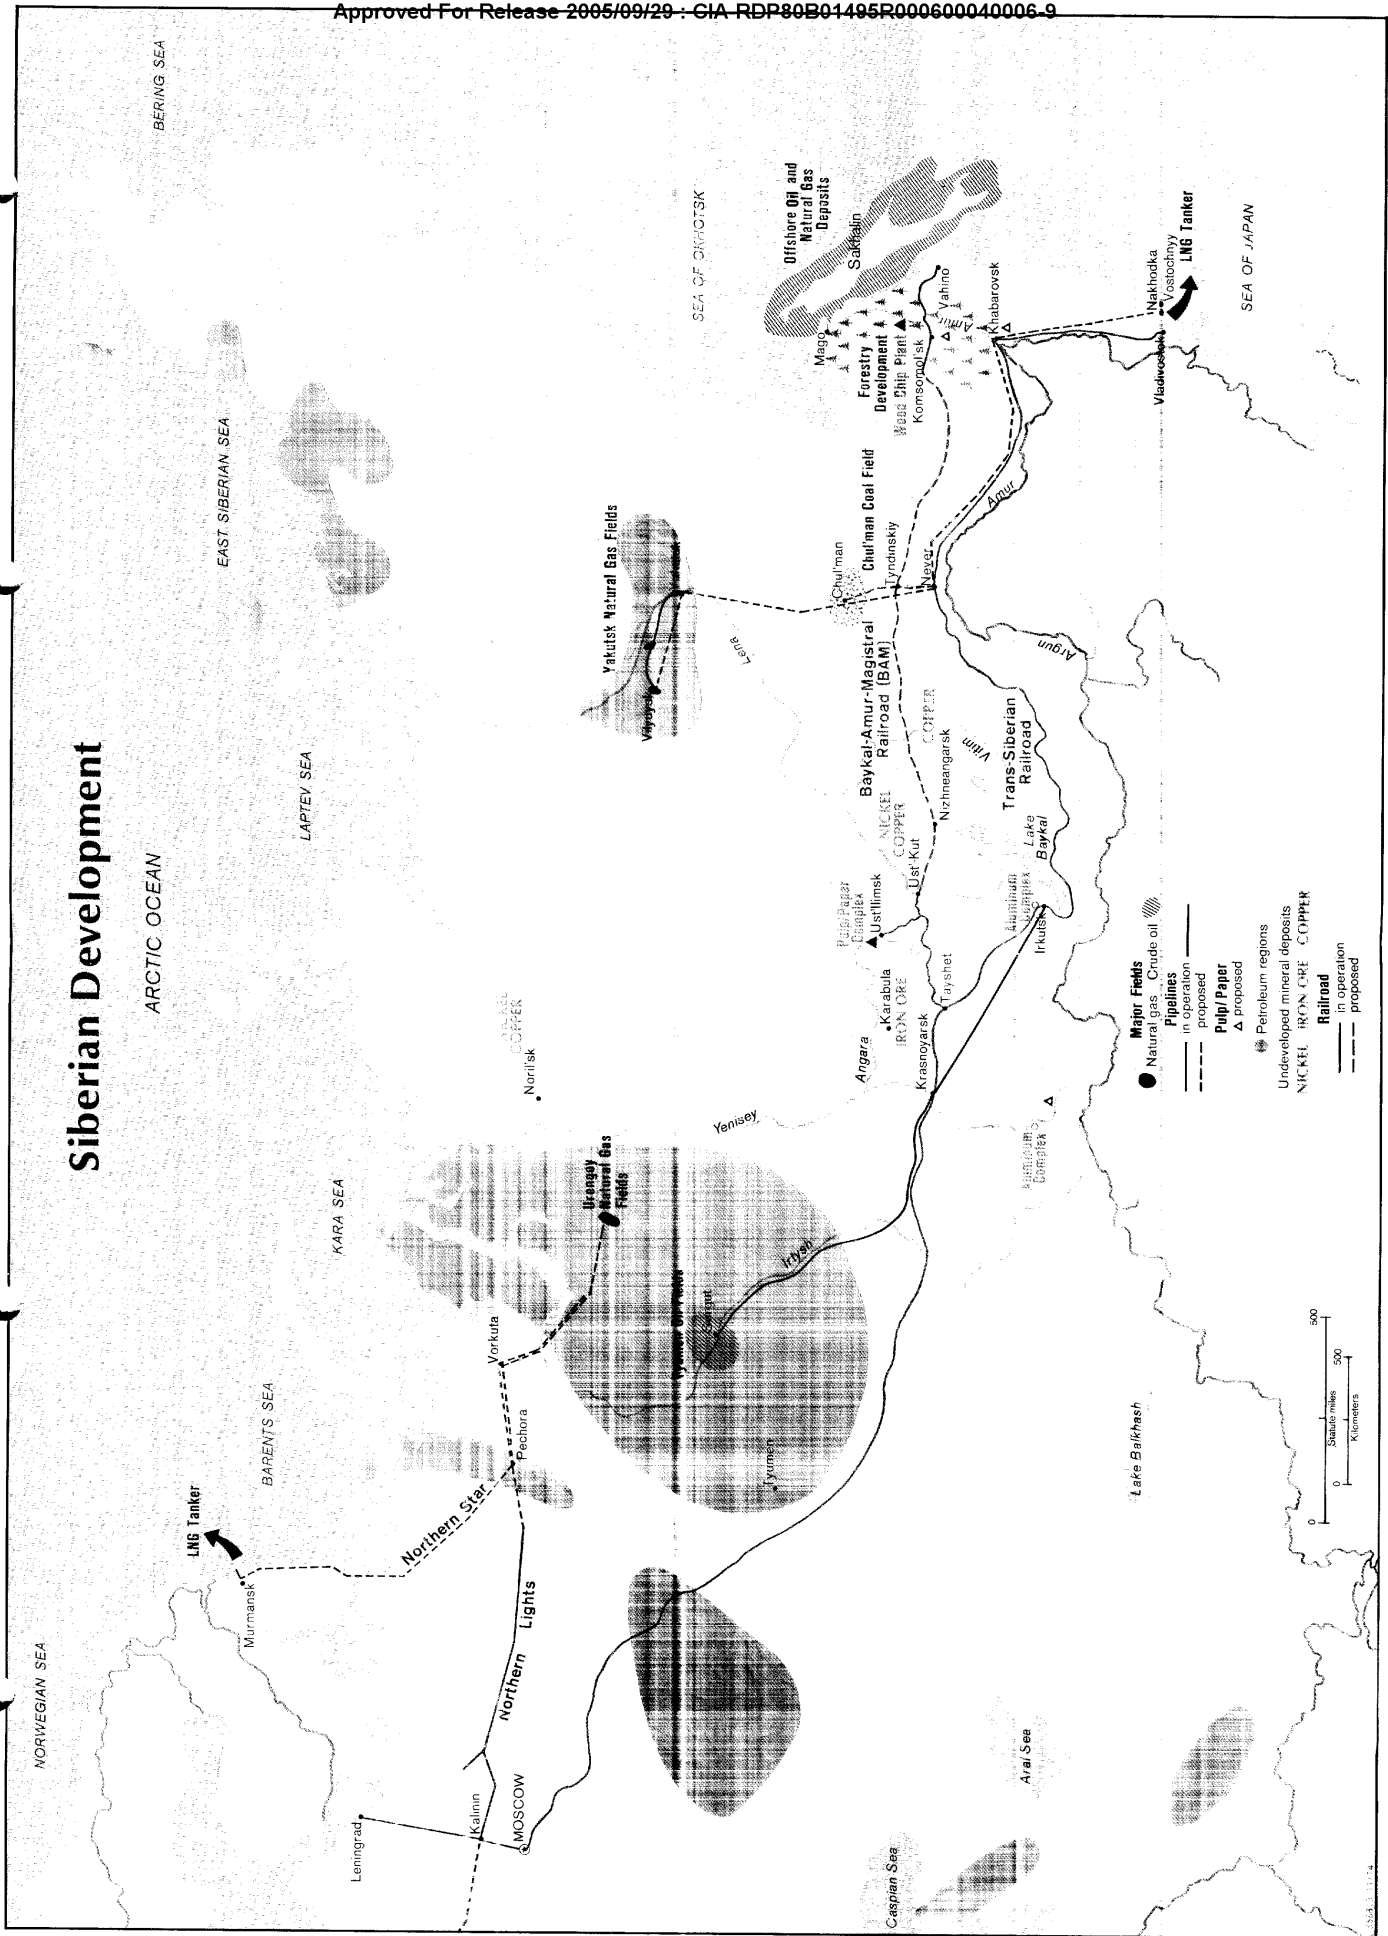 Approved For Release 2005/09/29 : CIA-RDP80B01495R000600040006-9
Siberian Development
ARCTIC OCEAN
NORWEGIAN SEA
BARENTS SEA
KARA SEA
LAPTEV SEA
EAST SIBERIAN SEA
BERING SEA
SEA OF OKHOTSK
SEA OF JAPAN
LNG Tanker
Murmansk
Leningrad
Kalinin
MOSCOW
Northern Lights
Northern Star
Pechora
Vorkuta
Urengoy
Natural Gas
Fields
Surgut
Irtysh
Tyumen
Noril'sk
NICKEL
COPPER
Yenisey
Angara
Karabula
IRON ORE
Krasnoyarsk
Tayshet
Pulp/Paper
Complex
Ust'Ilimsk
Ust'-Kut
NICKEL
COPPER
Nizhneangarsk
COPPER
Aluminum
Complex
Irkutsk
Lake
Baykal
Aluminum
Complex
Trans-Siberian
Railroad
Vitim
Baykal-Amur-Magistral
Railroad (BAM)
Lena
Yakutsk Natural Gas Fields
Vilyuysk
Chul'man
Chul'man Coal Field
Tyndinskiy
Never
Argun
Amur
Offshore Oil and
Natural Gas
Deposits
Sakhalin
Mago
Forestry
Development
Wood Chip Plant
Komsomol'sk
Amur
Vahino
Khabarovsk
Nakhodka
Vostochnyy
LNG Tanker
Vladivostok
Caspian Sea
Aral Sea
Lake Balkhash
Major Fields
Natural gas Crude oil
Pipelines
in operation
proposed
Pulp/Paper
proposed
Petroleum regions
Undeveloped mineral deposits
NICKEL IRON ORE COPPER
Railroad
in operation
proposed
0 500
Statute miles
0 500
Kilometers